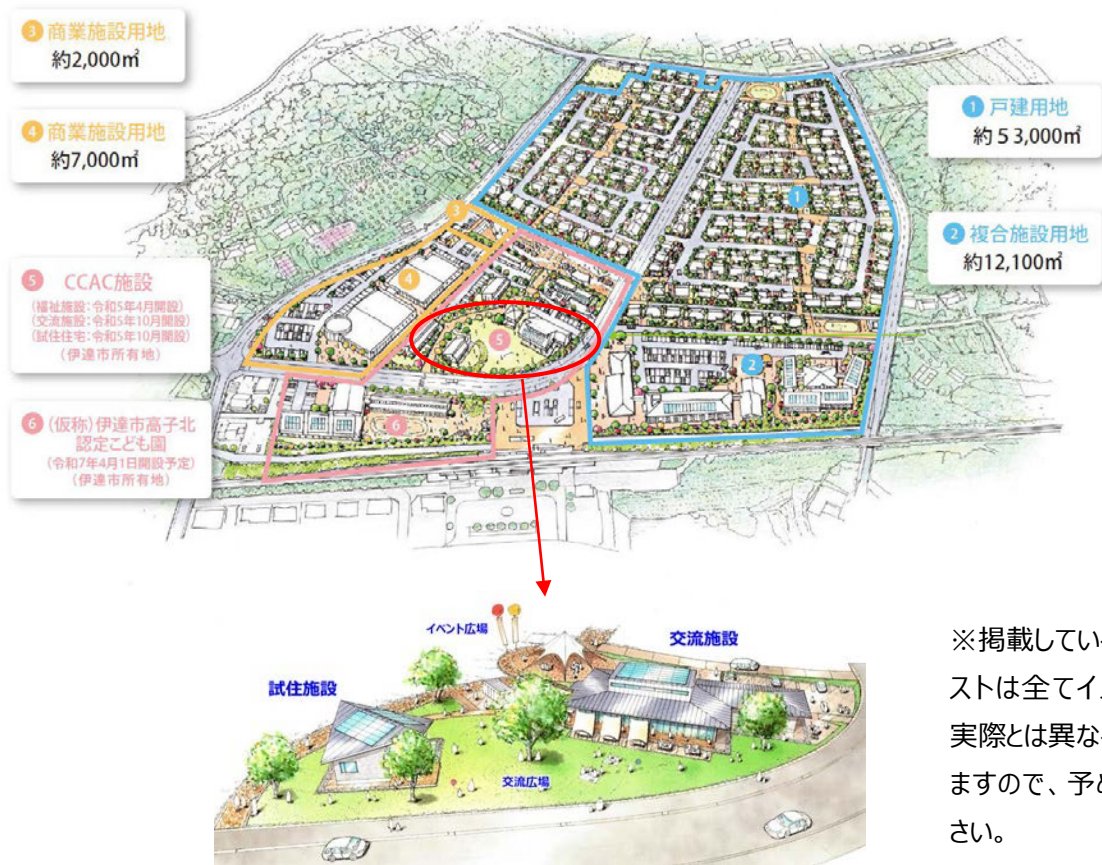 3 商業施設用地
約2,000㎡
4 商業施設用地
約7,000㎡
5 CCAC施設
(福祉施設:令和5年4月開設)
(交流施設:令和5年10月開設)
(試住住宅:令和5年10月開設)
(伊達市所有地)
6 (仮称)伊達市高子北
認定こども園
(令和7年4月1日開設予定)
(伊達市所有地)
1 戸建用地
約53,000㎡
2 複合施設用地
約12,100㎡
3
4
5
6
1
2
イベント広場
交流施設
試住施設
交流広場
※掲載してい
ストは全てイ
実際とは異な
ますので、予
さい。